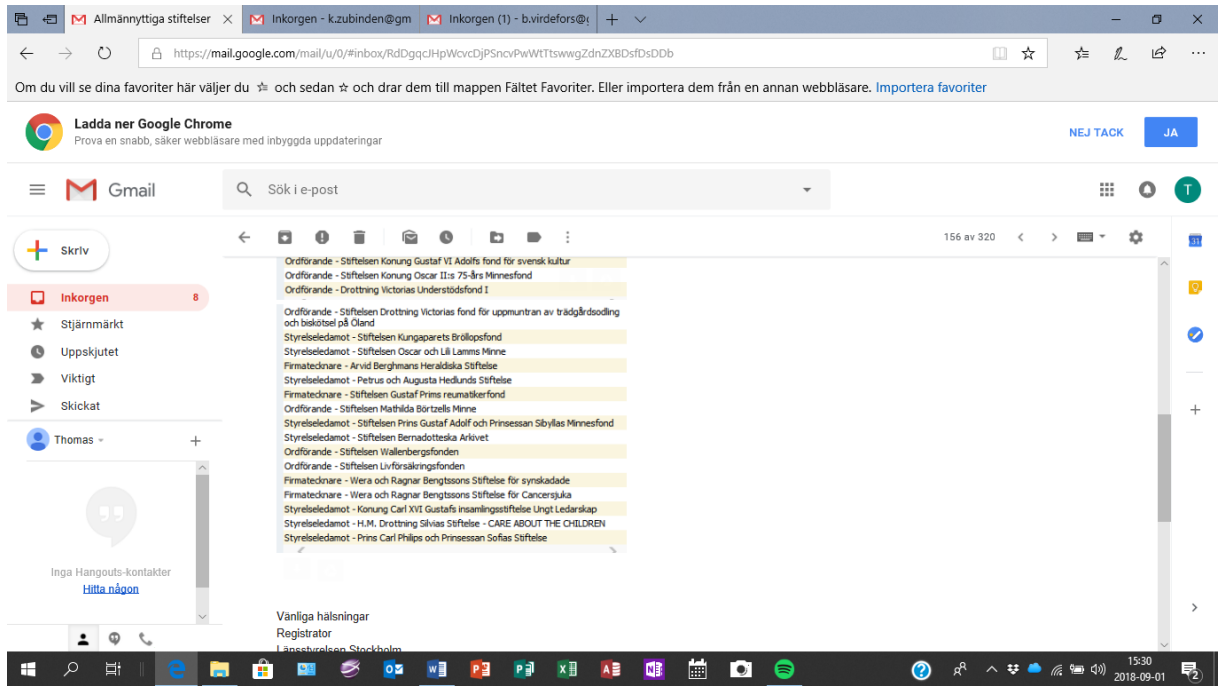 Allmännyttiga stiftelser
Inkorgen - k.zubinden@gm
Inkorgen (1) - b.virdefors@g
https://mail.google.com/mail/u/0/#inbox/RdDgqcJHpWcvcDjPSncvPwWtTtswwgZdnZXBDsfDsDDb
Om du vill se dina favoriter här väljer du och sedan och drar dem till mappen Fältet Favoriter. Eller importera dem från en annan webbläsare. Importera favoriter
Ladda ner Google Chrome
Prova en snabb, säker webbläsare med inbyggda uppdateringar
NEJ TACK
JA
Gmail
Sök i e-post
T
Skriv
156 av 320
31
Inkorgen 8
Stjärnmärkt
Uppskjutet
Viktigt
Skickat
Thomas
Inga Hangouts-kontakter
Hitta någon
Ordförande - Stiftelsen Konung Gustaf VI Adolfs fond för svensk kultur
Ordförande - Stiftelsen Konung Oscar II:s 75-års Minnesfond
Ordförande - Drottning Victorias Understödsfond I
Ordförande - Stiftelsen Drottning Victorias fond för uppmuntran av trädgårdsodling
och biskötsel på Öland
Styrelseledamot - Stiftelsen Kungaparets Bröllopsfond
Styrelseledamot - Stiftelsen Oscar och Lili Lamms Minne
Firmatecknare - Arvid Berghmans Heraldiska Stiftelse
Styrelseledamot - Petrus och Augusta Hedlunds Stiftelse
Firmatecknare - Stiftelsen Gustaf Prims reumatikerfond
Ordförande - Stiftelsen Mathilda Börtzells Minne
Styrelseledamot - Stiftelsen Prins Gustaf Adolf och Prinsessan Sibyllas Minnesfond
Styrelseledamot - Stiftelsen Bernadotteska Arkivet
Ordförande - Stiftelsen Wallenbergsfonden
Ordförande - Stiftelsen Livförsäkringsfonden
Firmatecknare - Wera och Ragnar Bengtssons Stiftelse för synskadade
Firmatecknare - Wera och Ragnar Bengtssons Stiftelse för Cancersjuka
Styrelseledamot - Konung Carl XVI Gustafs insamlingsstiftelse Ungt Ledarskap
Styrelseledamot - H.M. Drottning Silvias Stiftelse - CARE ABOUT THE CHILDREN
Styrelseledamot - Prins Carl Philips och Prinsessan Sofias Stiftelse
Vänliga hälsningar
Registrator
Länsstyrelsen Stockholm
15:30
2018-09-01
2